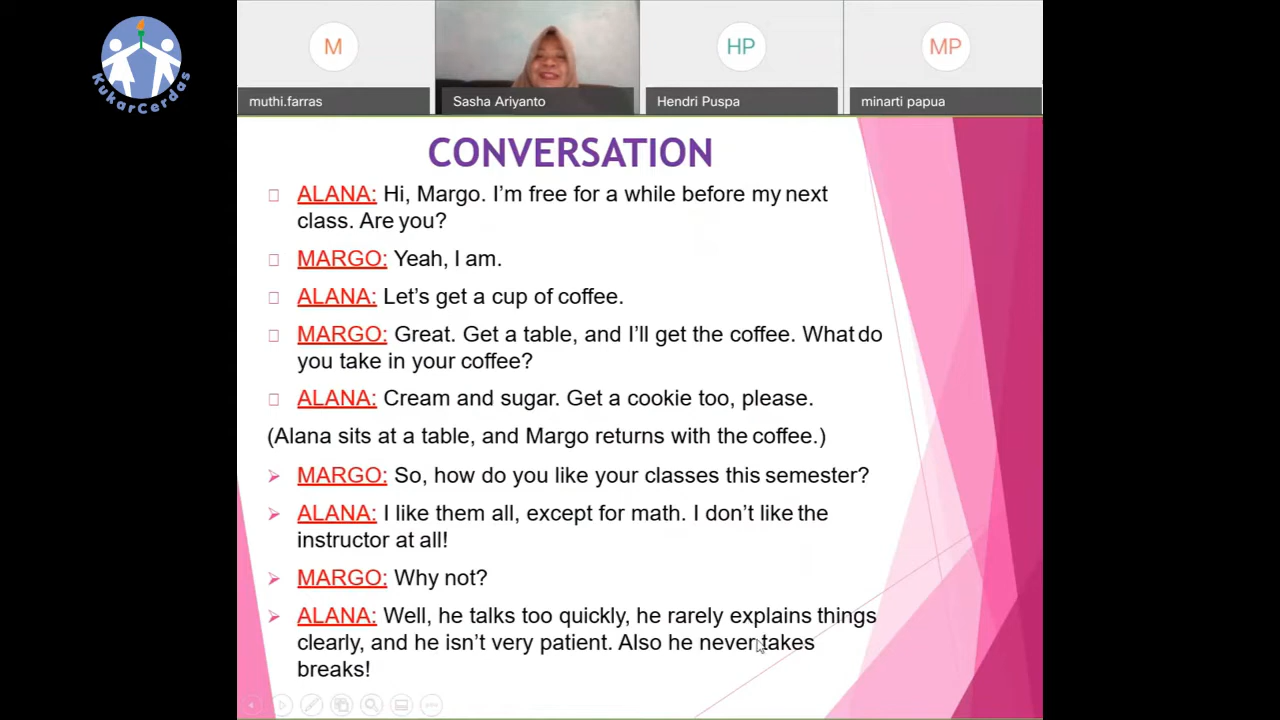 KukarCerdas
M
HP
MP
muthi.farras
Sasha Ariyanto
Hendri Puspa
minarti papua
CONVERSATION
ALANA: Hi, Margo. I’m free for a while before my next
class. Are you?
MARGO: Yeah, I am.
ALANA: Let’s get a cup of coffee.
MARGO: Great. Get a table, and I’ll get the coffee. What do
you take in your coffee?
ALANA: Cream and sugar. Get a cookie too, please.
(Alana sits at a table, and Margo returns with the coffee.)
MARGO: So, how do you like your classes this semester?
ALANA: I like them all, except for math. I don’t like the
instructor at all!
MARGO: Why not?
ALANA: Well, he talks too quickly, he rarely explains things
clearly, and he isn’t very patient. Also he never takes
breaks!